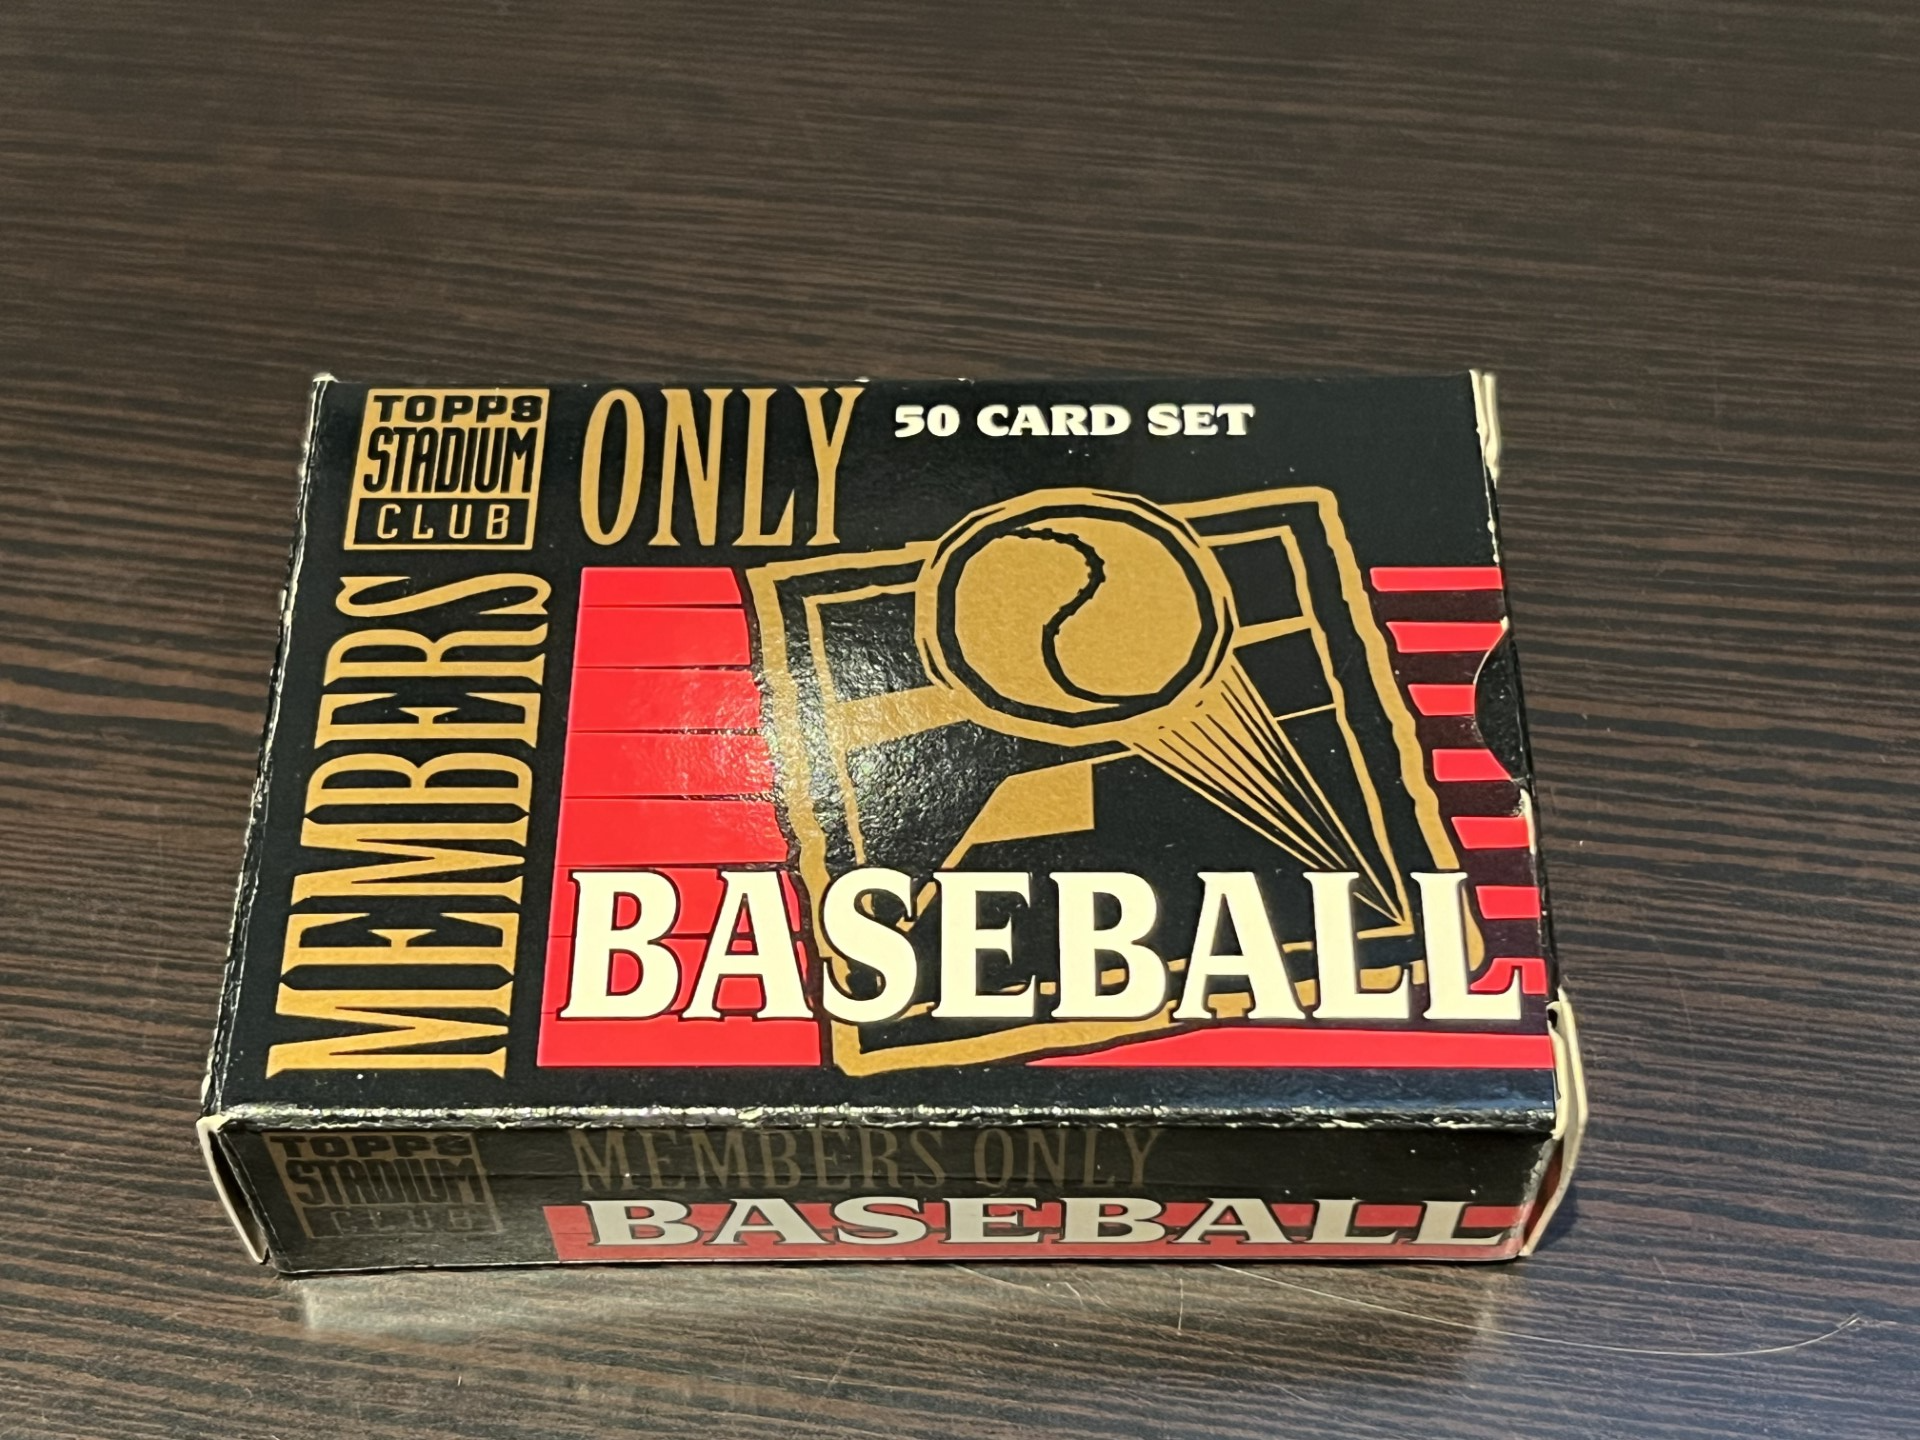 TOPPS
STADIUM
CLUB
MEMBERS
ONLY
50 CARD SET
BASEBALL
TOPPS
STADIUM
CLUB
MEMBERS ONLY
BASEBALL